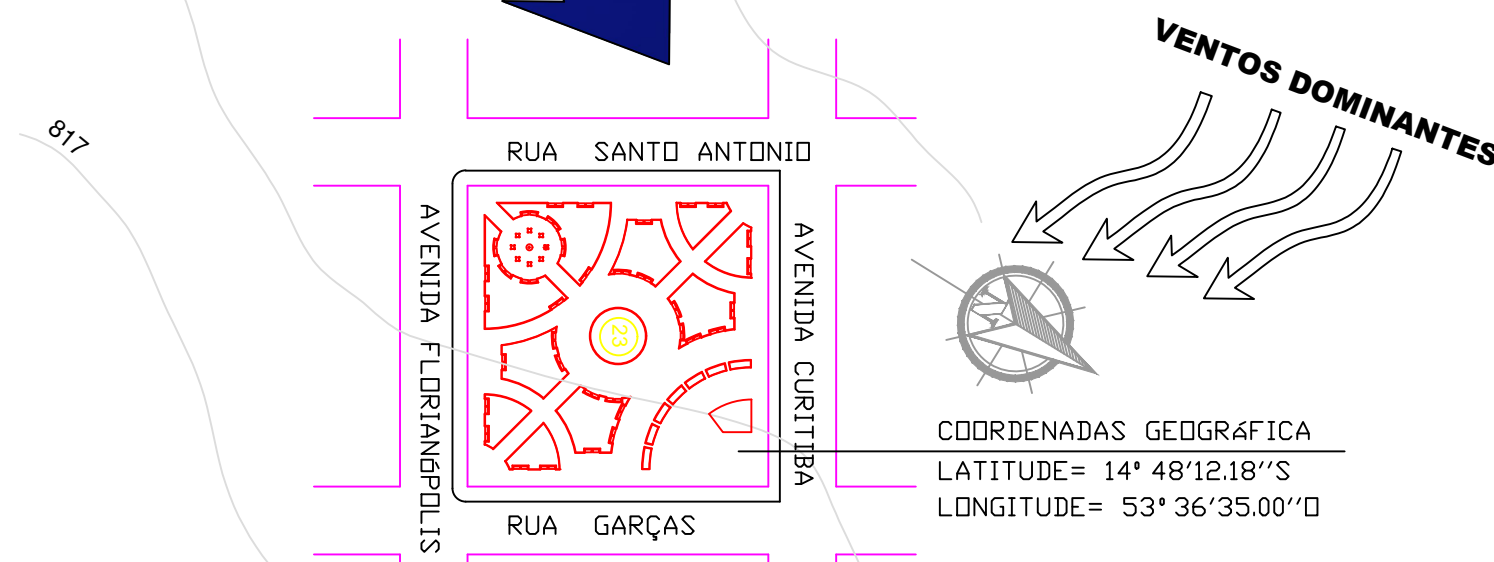 VENTOS DOMINANTES
817
RUA SANTO ANTONIO
AVENIDA FLORIANóPOLIS
AVENIDA CURITIBA
23
COORDENADAS GEOGRáFICA
LATITUDE= 14° 48'12.18''S
LONGITUDE= 53° 36'35.00''O
RUA GARÇAS